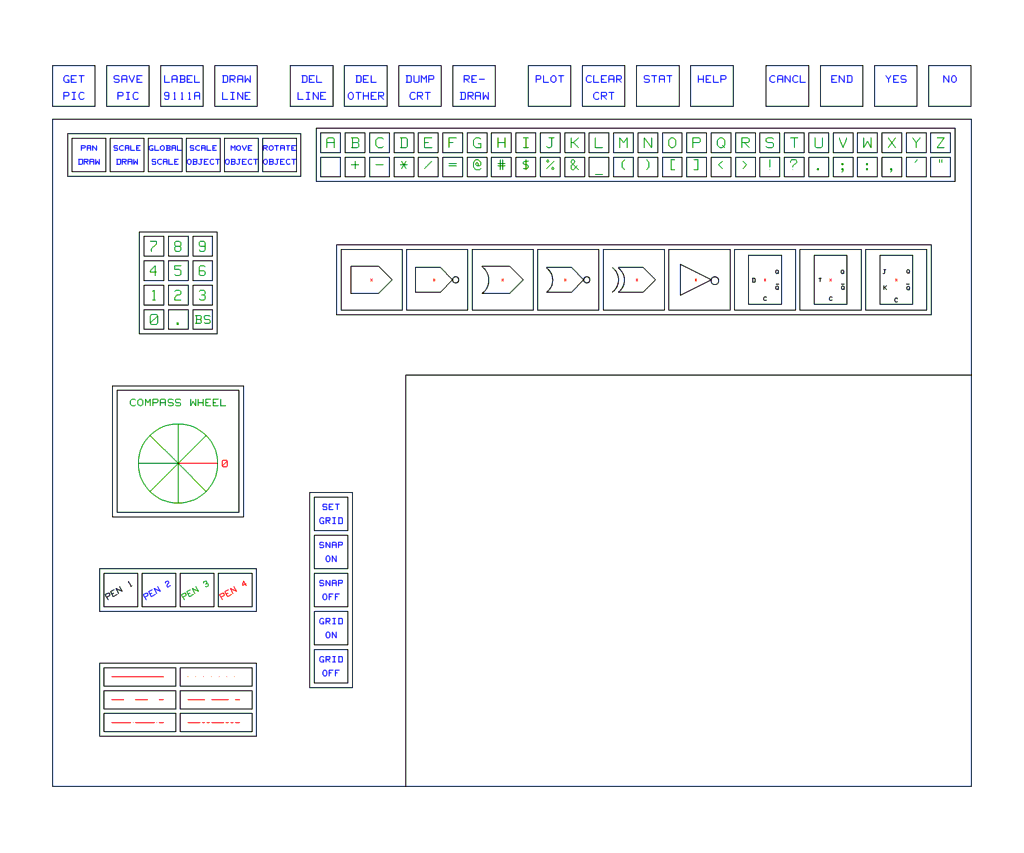 GET PIC
SAVE PIC
LABEL 9111A
DRAW LINE
DEL LINE
DEL OTHER
DUMP CRT
RE-DRAW
PLOT
CLEAR CRT
STAT
HELP
CANCL
END
YES
NO
PAN DRAW
SCALE DRAW
GLOBAL SCALE
SCALE OBJECT
MOVE OBJECT
ROTATE OBJECT
A B C D E F G H I J K L M N O P Q R S T U V W X Y Z
+ - * / = @ # $ % & _ ( ) [ ] < > ! ? . ; : , ' "
7 8 9
4 5 6
1 2 3
0 . BS
D Q Q̅ C
T Q Q̅ C
J K Q Q̅ C
COMPASS WHEEL
0
SET GRID
SNAP ON
SNAP OFF
GRID ON
GRID OFF
PEN 1
PEN 2
PEN 3
PEN 4